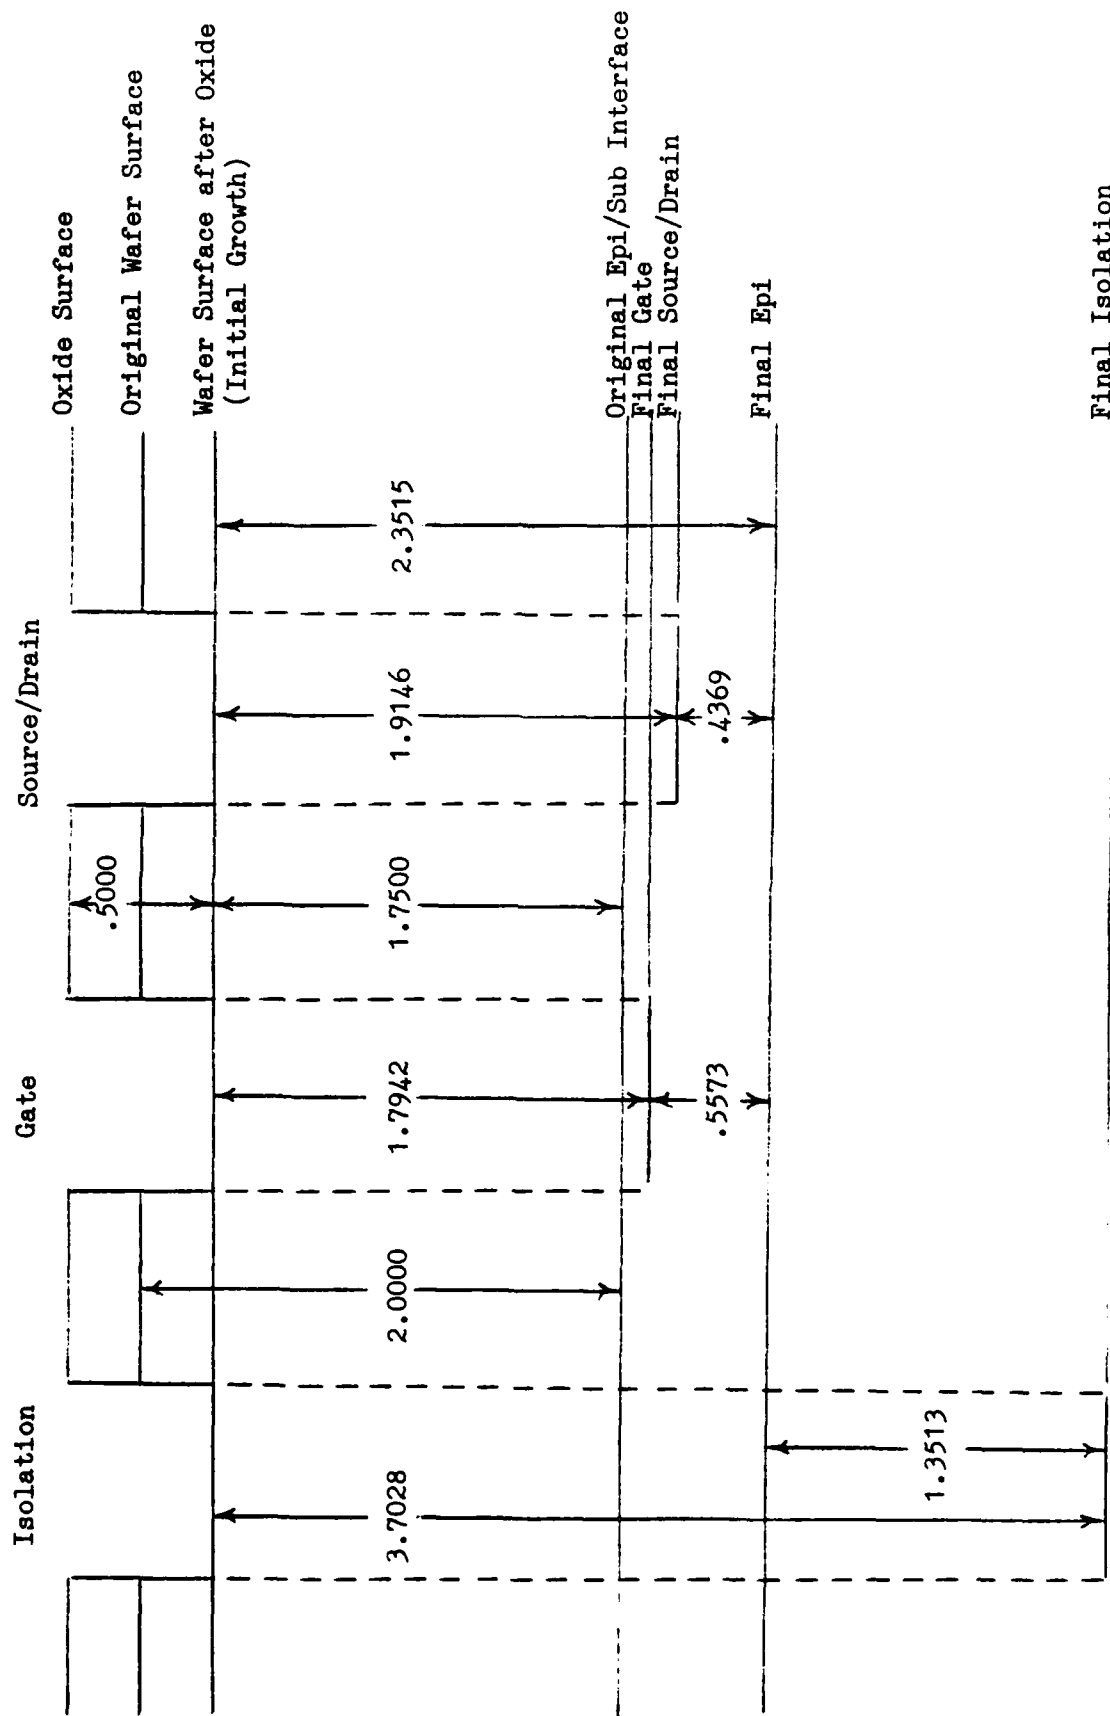 Isolation
Gate
Source/Drain
Oxide Surface
Original Wafer Surface
Wafer Surface after Oxide
(Initial Growth)
.5000
3.7028
2.0000
1.7942
1.7500
1.9146
2.3515
Original Epi/Sub Interface
Final Gate
Final Source/Drain
.5573
.4369
Final Epi
1.3513
Final Isolation